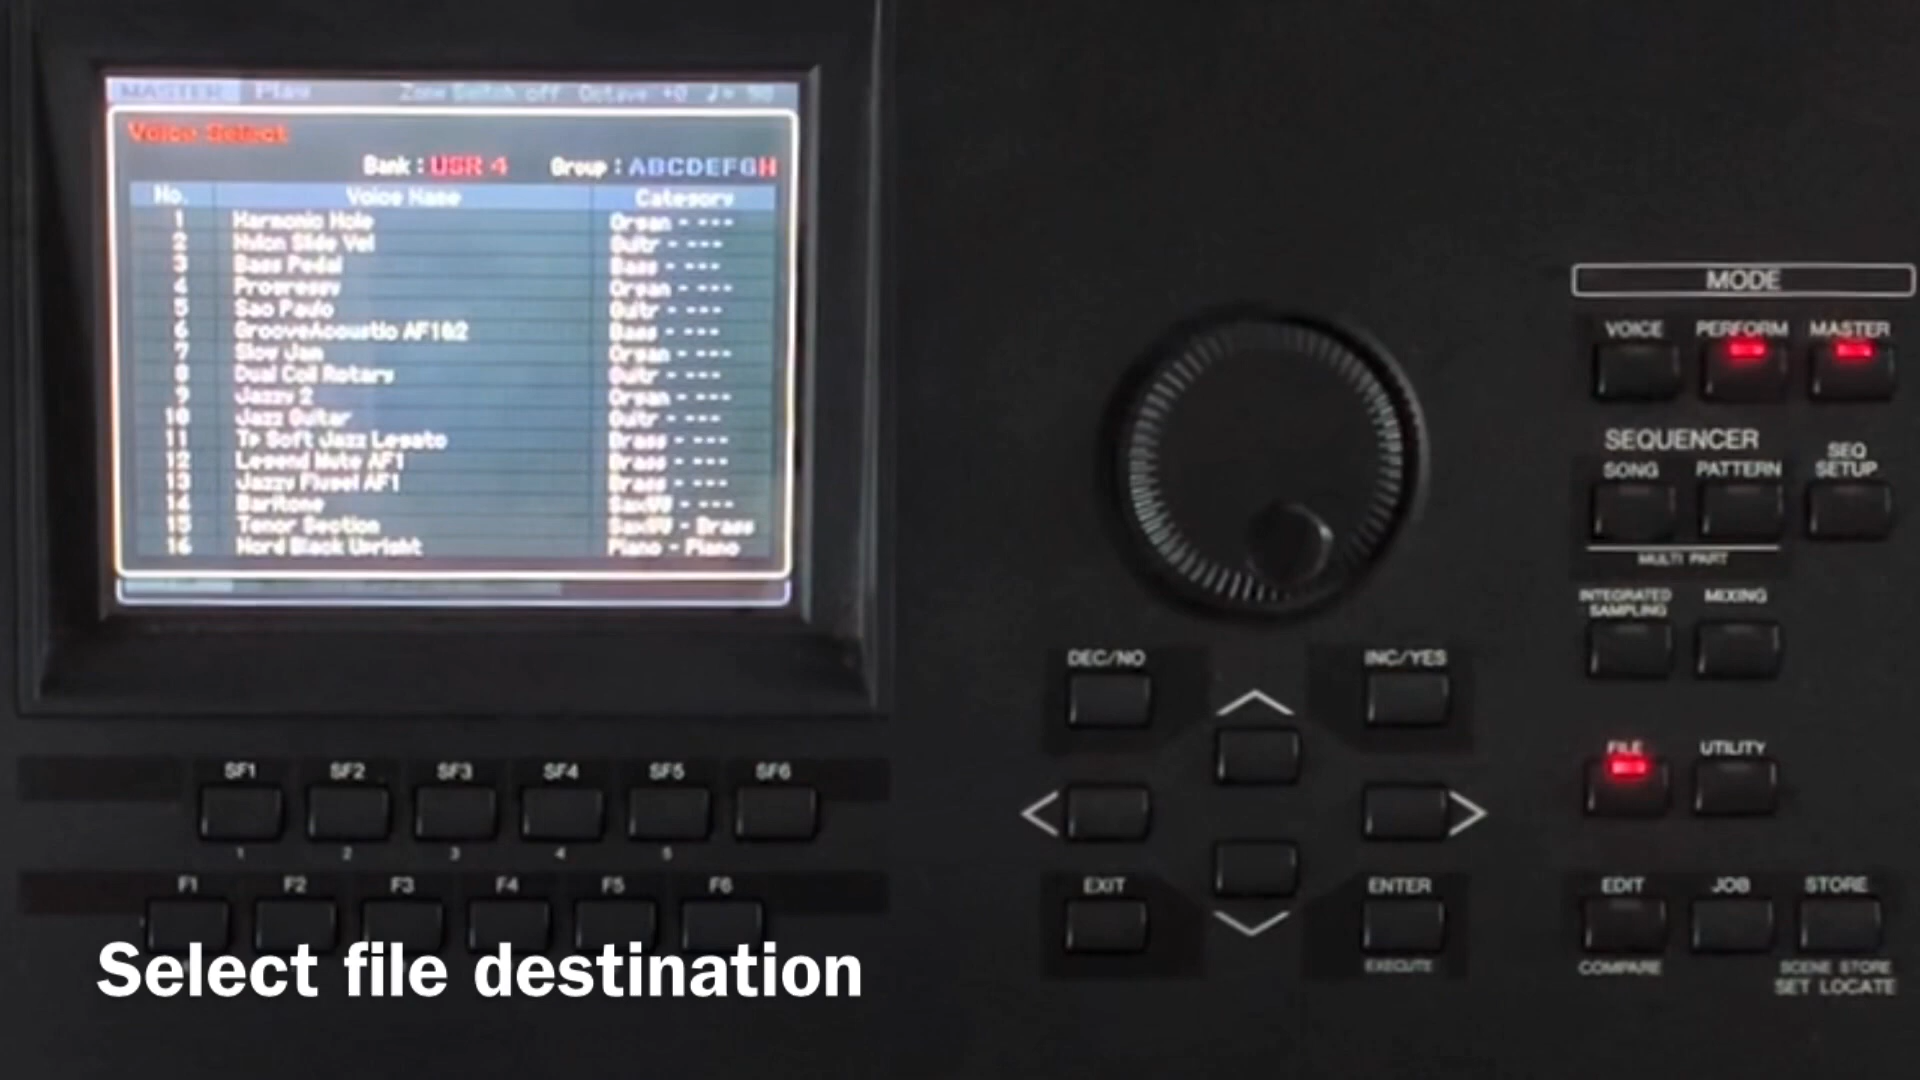 MASTER Play Zone Switch off Octave +0 ♩= 90
Voice Select
Bank : USR 4 Group : ABCDEFGH
No. Voice Name Category
1 Harmonic Hole Organ - ---
2 Nylon Slide Vel Guitr - ---
3 Bass Pedal Bass - ---
4 Progressy Organ - ---
5 Sao Paulo Guitr - ---
6 GrooveAcoustic AF1&2 Bass - ---
7 Slow Jam Organ - ---
8 Dual Coil Rotary Guitr - ---
9 Jazzy 2 Organ - ---
10 Jazz Guitar Guitr - ---
11 Tp Soft Jazz Legato Brass - ---
12 Legend Mute AF1 Brass - ---
13 Jazzy Flugel AF1 Brass - ---
14 Baritone SaxWW - ---
15 Tenor Section SaxWW - Brass
16 Nord Black Upright Piano - Piano
MODE
VOICE PERFORM MASTER
SEQUENCER
SONG PATTERN SEQ SETUP
MULTI PART
INTEGRATED SAMPLING MIXING
DEC/NO INC/YES
FILE UTILITY
SF1 SF2 SF3 SF4 SF5 SF6
1 2 3 4 5
F1 F2 F3 F4 F5 F6
EXIT ENTER
EXECUTE
EDIT JOB STORE
COMPARE SCENE STORE
SET LOCATE
Select file destination